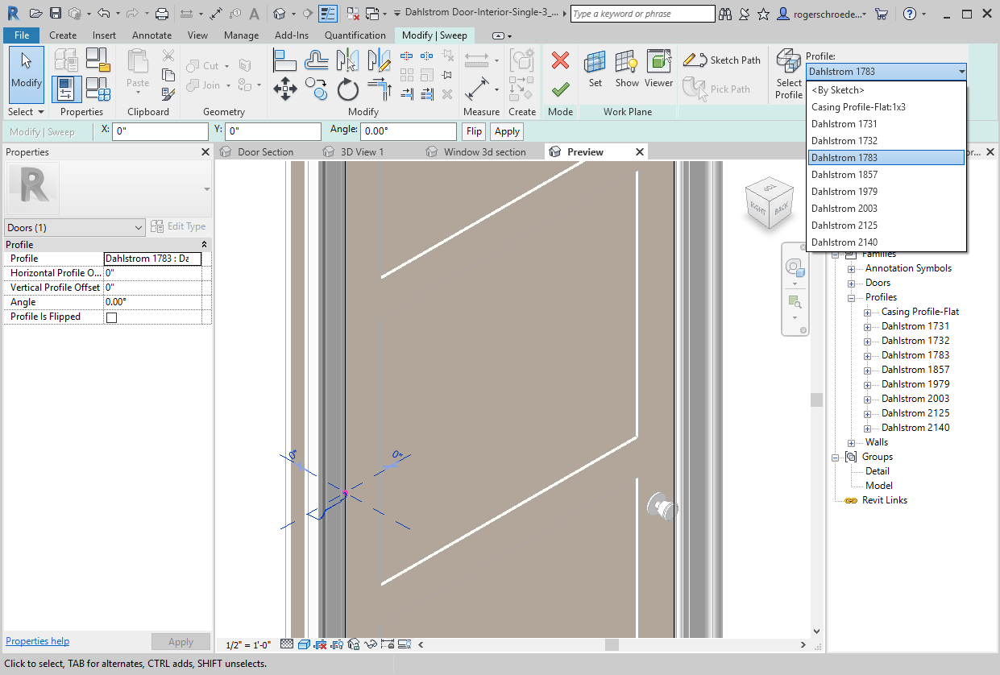 Dahlstrom Door-Interior-Single-3_...
Type a keyword or phrase
rogerschroede...
File Create Insert Annotate View Manage Add-Ins Quantification Modify | Sweep
Modify
Paste
Cut
Join
Set Show Viewer
Sketch Path
Pick Path
Select Profile
Profile:
Dahlstrom 1783
Select Properties Clipboard Geometry Modify Measure Create Mode Work Plane
<By Sketch>
Casing Profile-Flat:1x3
Dahlstrom 1731
Dahlstrom 1732
Dahlstrom 1783
Dahlstrom 1857
Dahlstrom 1979
Dahlstrom 2003
Dahlstrom 2125
Dahlstrom 2140
Modify | Sweep X: 0" Y: 0" Angle: 0.00° Flip Apply
Properties
Door Section 3D View 1 Window 3d section Preview
R
Doors (1) Edit Type
Profile
Profile Dahlstrom 1783 : Da
Horizontal Profile O... 0"
Vertical Profile Offset 0"
Angle 0.00°
Profile Is Flipped
TOP
RIGHT BACK
0" 0"
Families
Annotation Symbols
Doors
Profiles
Casing Profile-Flat
Dahlstrom 1731
Dahlstrom 1732
Dahlstrom 1783
Dahlstrom 1857
Dahlstrom 1979
Dahlstrom 2003
Dahlstrom 2125
Dahlstrom 2140
Walls
Groups
Detail
Model
Revit Links
Properties help Apply
1/2" = 1'-0"
Click to select, TAB for alternates, CTRL adds, SHIFT unselects.